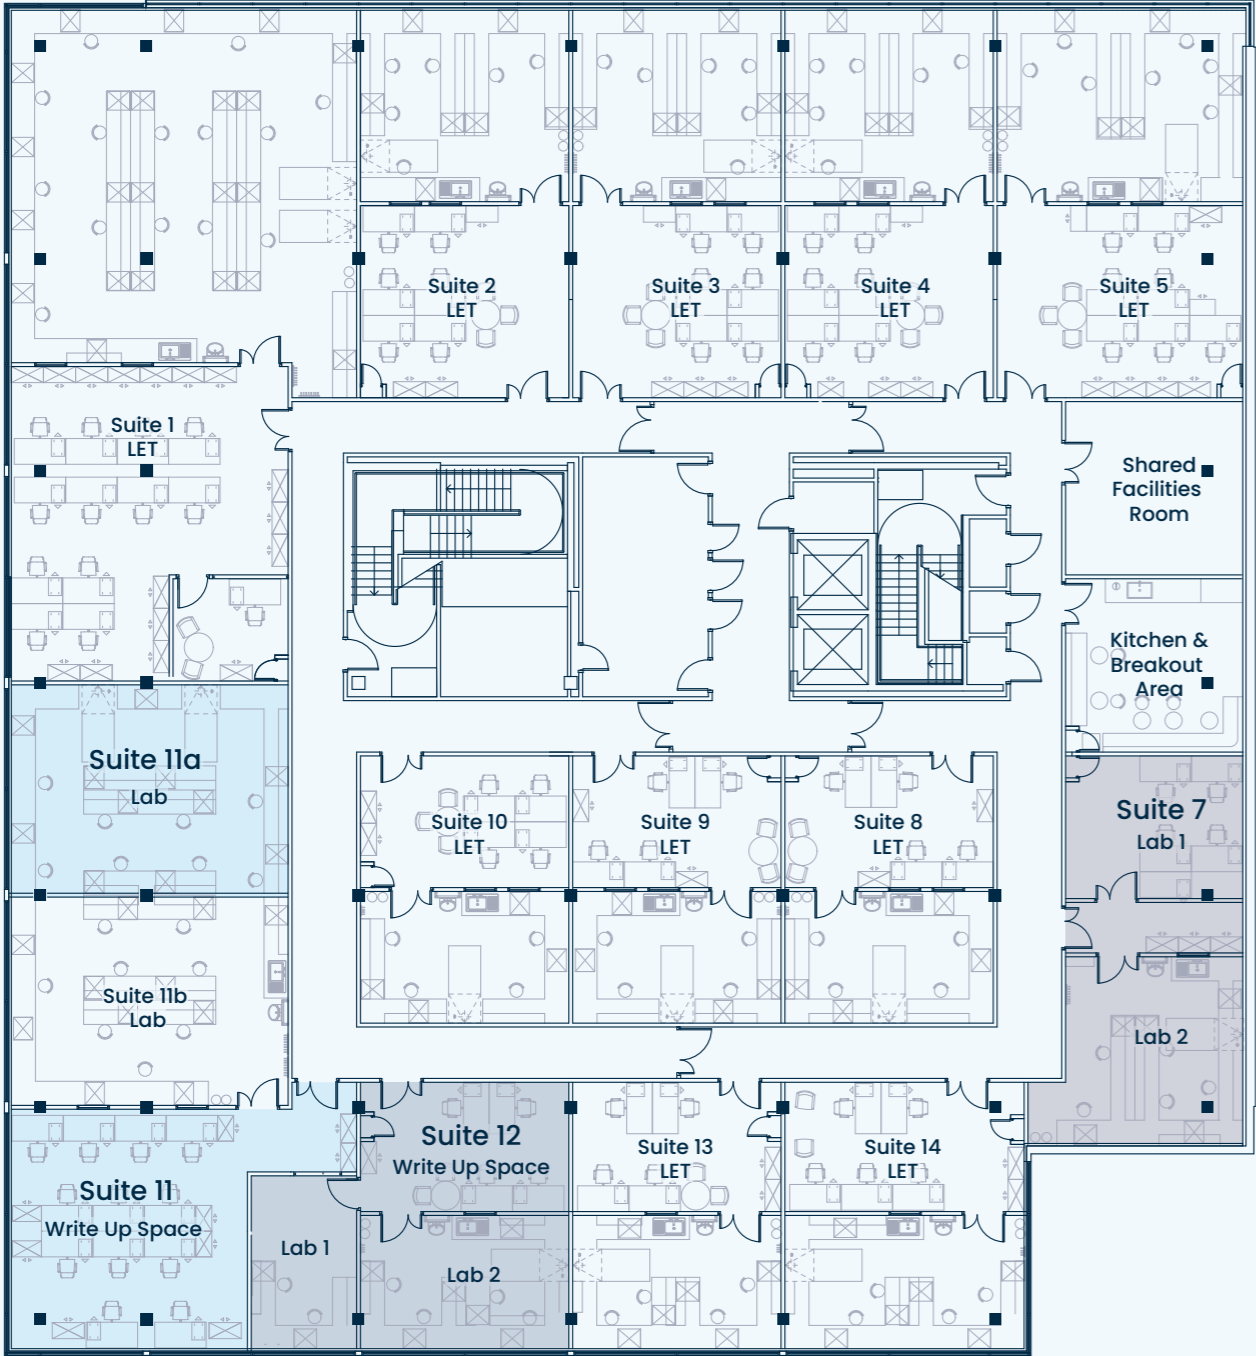 Suite 2
LET
Suite 3
LET
Suite 4
LET
Suite 5
LET
Suite 1
LET
Shared
Facilities
Room
Kitchen &
Breakout
Area
Suite 11a
Lab
Suite 10
LET
Suite 9
LET
Suite 8
LET
Suite 7
Lab 1
Suite 11b
Lab
Lab 2
Suite 12
Write Up Space
Suite 13
LET
Suite 14
LET
Suite 11
Write Up Space
Lab 1
Lab 2